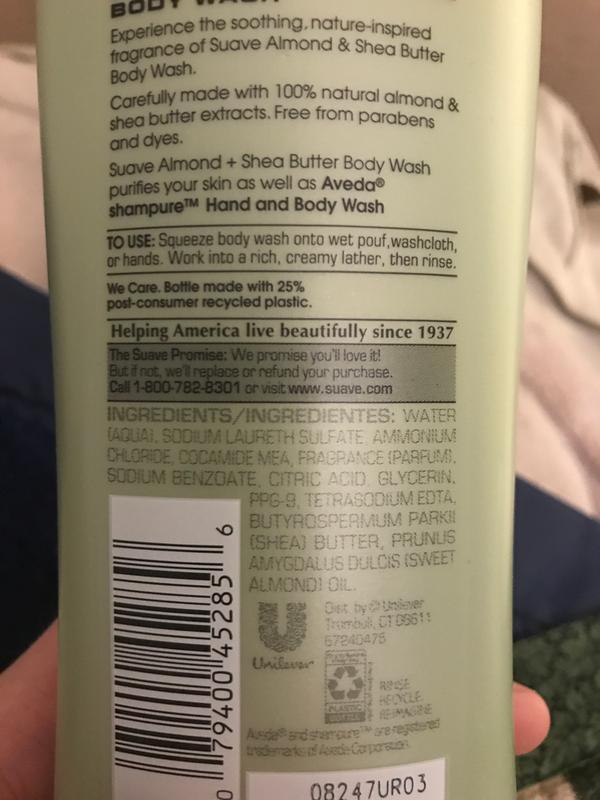 BODY WASH
Experience the soothing, nature-inspired
fragrance of Suave Almond & Shea Butter
Body Wash.
Carefully made with 100% natural almond &
shea butter extracts. Free from parabens
and dyes.
Suave Almond + Shea Butter Body Wash
purifies your skin as well as Aveda®
shampure™ Hand and Body Wash
TO USE: Squeeze body wash onto wet pouf,washcloth,
or hands. Work into a rich, creamy lather, then rinse.
We Care. Bottle made with 25%
post-consumer recycled plastic.
Helping America live beautifully since 1937
The Suave Promise: We promise you'll love it!
But if not, we'll replace or refund your purchase.
Call 1-800-782-8301 or visit www.suave.com
INGREDIENTS/INGREDIENTES: WATER
(AQUA), SODIUM LAURETH SULFATE, AMMONIUM
CHLORIDE, COCAMIDE MEA, FRAGRANCE (PARFUM),
SODIUM BENZOATE, CITRIC ACID, GLYCERIN,
PPG-9, TETRASODIUM EDTA,
BUTYROSPERMUM PARKII
(SHEA) BUTTER, PRUNUS
AMYGDALUS DULCIS (SWEET
ALMOND) OIL.
0 79400 45285 6
Unilever
Dist. by © Unilever
Trumbull, CT 06611
67240475
PLASTIC
BOTTLE
RINSE
RECYCLE
REIMAGINE
Aveda® and shampure™ are registered
trademarks of Aveda Corporation.
08247UR03